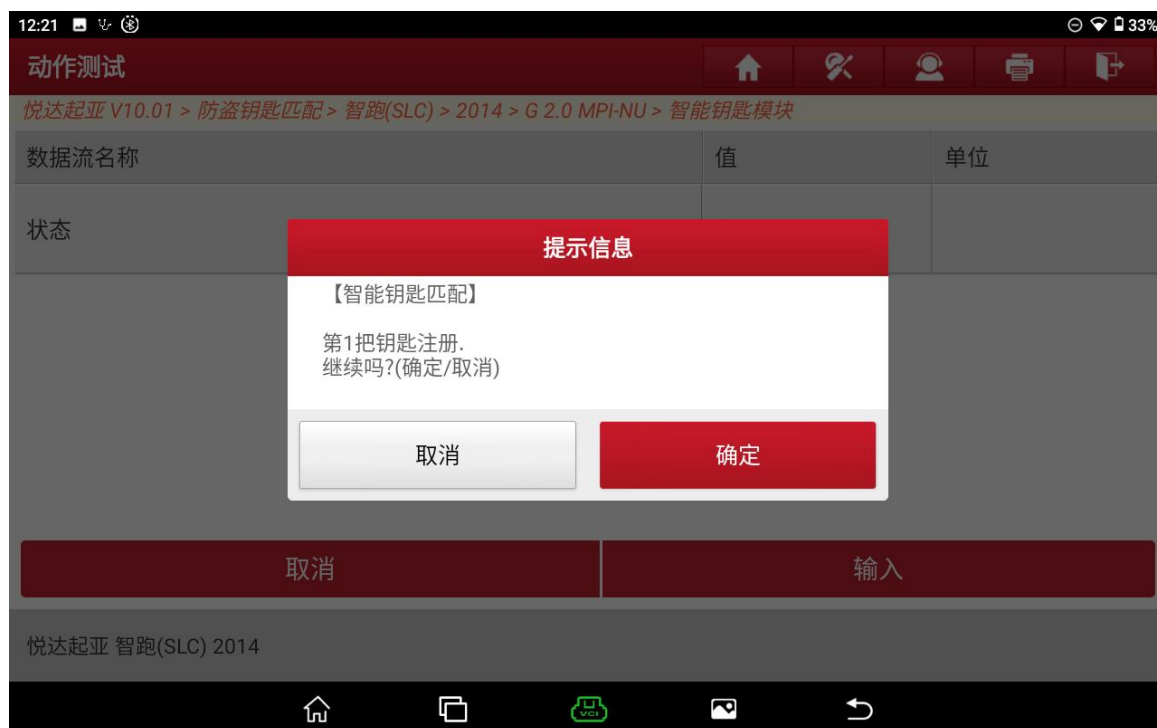 12:21
33%
动作测试
悦达起亚 V10.01 > 防盗钥匙匹配 > 智跑(SLC) > 2014 > G 2.0 MPI-NU > 智能钥匙模块
数据流名称 值 单位
状态
提示信息
【智能钥匙匹配】
第1把钥匙注册.
继续吗?(确定/取消)
取消 确定
取消 输入
悦达起亚 智跑(SLC) 2014
VCI